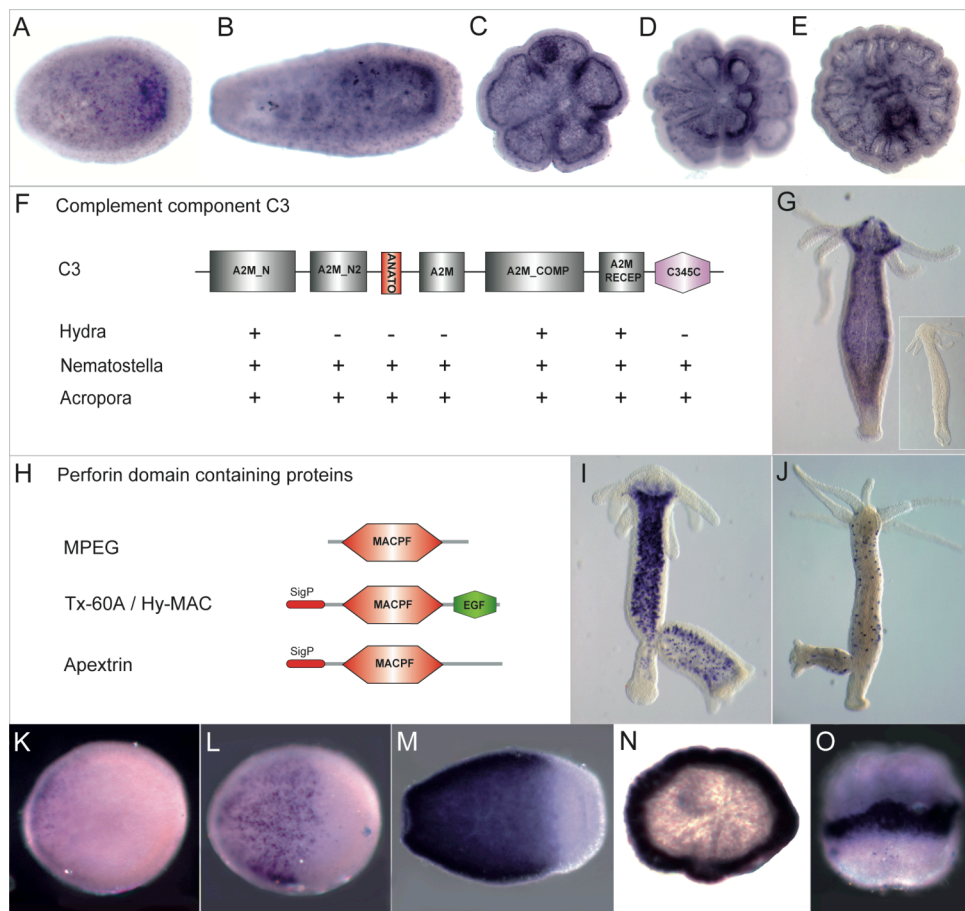 A B C D E
F Complement component C3
G
C3 A2M_N A2M_N2 ANATO A2M A2M_COMP A2M RECEP C345C
Hydra + - - - + + -
Nematostella + + + + + + +
Acropora + + + + + + +
H Perforin domain containing proteins
I J
MPEG MACPF
Tx-60A / Hy-MAC SigP MACPF EGF
Apextrin SigP MACPF
K L M N O